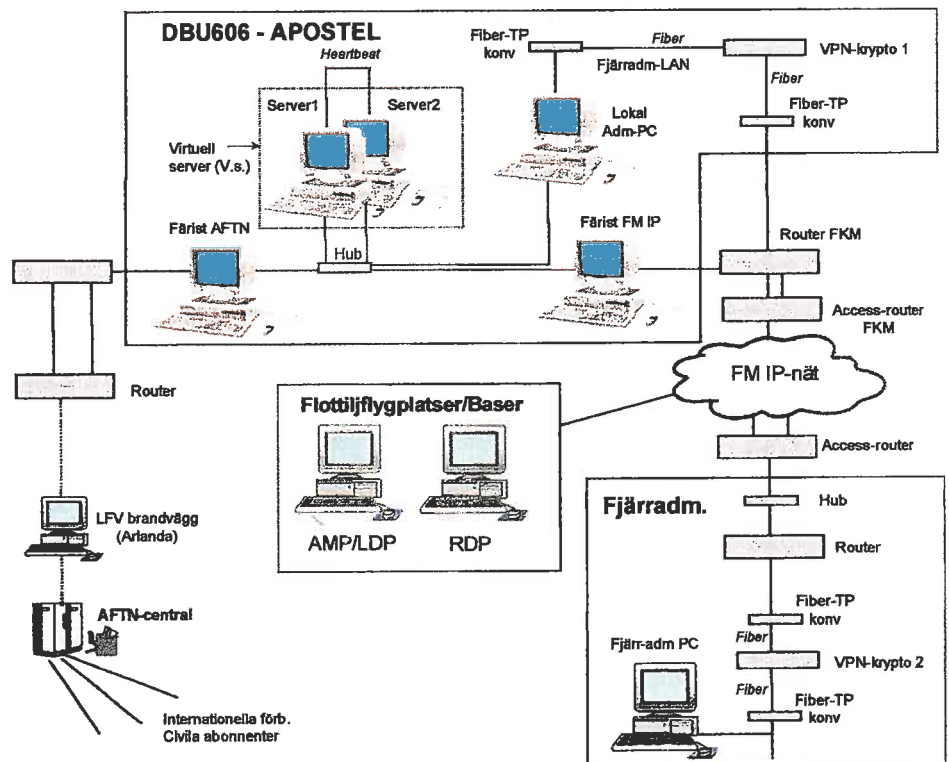 DBU606 - APOSTEL
Heartbeat
Server1
Server2
Virtuell
server (V.s.)
Färist AFTN
Hub
Fiber-TP
konv
Fiber
Fjärradm-LAN
VPN-krypto 1
Fiber
Fiber-TP
konv
Lokal
Adm-PC
Färist FM IP
Router FKM
Access-router
FKM
FM IP-nät
Router
Flottiljflygplatser/Baser
AMP/LDP
RDP
Access-router
LFV brandvägg
(Arlanda)
AFTN-central
Internationella förb.
Civila abonnenter
Fjärradm.
Hub
Router
Fiber-TP
konv
Fiber
Fjärr-adm PC
VPN-krypto 2
Fiber
Fiber-TP
konv